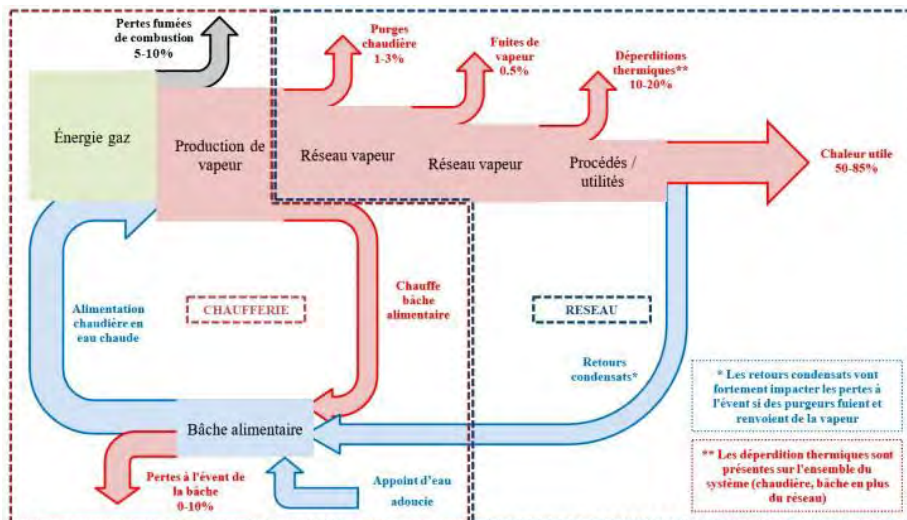 Pertes fumées
de combustion
5-10%
Purges
chaudière
1-3%
Fuites de
vapeur
0.5%
Déperditions
thermiques**
10-20%
Énergie gaz
Production de
vapeur
Réseau vapeur
Réseau vapeur
Procédés /
utilités
Chaleur utile
50-85%
Alimentation
chaudière en
eau chaude
CHAUFFERIE
Chauffe
bâche
alimentaire
RESEAU
Retours
condensats*
* Les retours condensats vont
fortement impacter les pertes à
l'évent si des purgeurs fuient et
renvoient de la vapeur
Bâche alimentaire
Pertes à l'évent de
la bâche
0-10%
Appoint d'eau
adoucie
** Les déperdition thermiques sont
présentes sur l'ensemble du
système (chaudière, bâche en plus
du réseau)